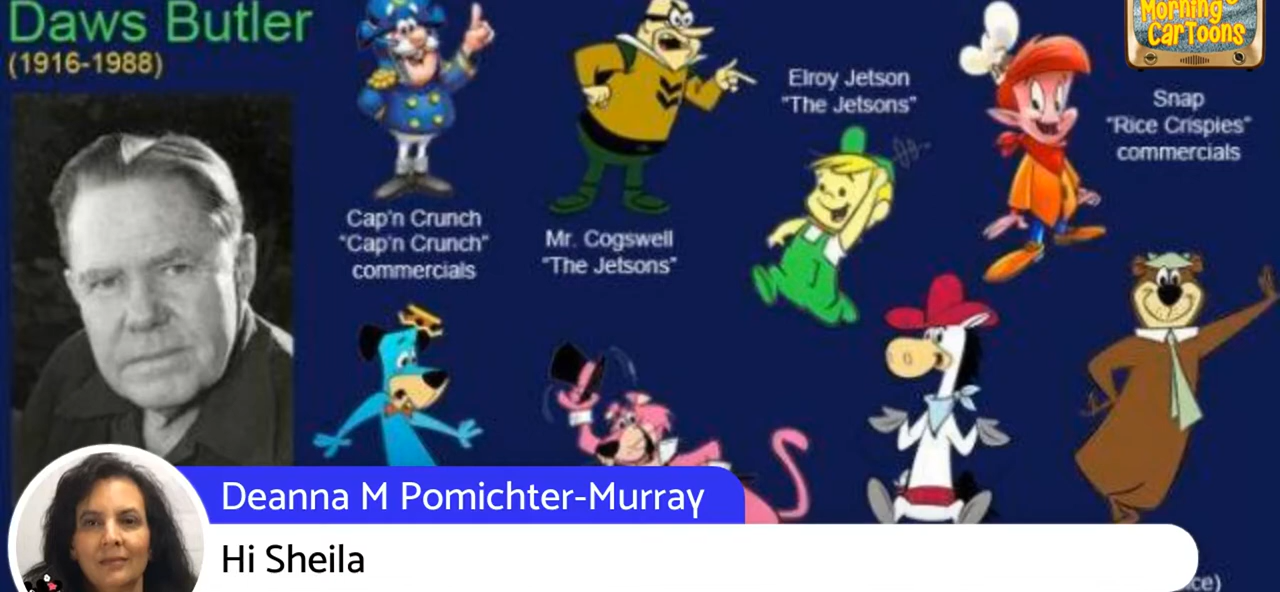 Daws Butler
(1916-1988)
Morning
CarToons
Elroy Jetson
"The Jetsons"
Snap
"Rice Crispies"
commercials
Cap'n Crunch
"Cap'n Crunch"
commercials
Mr. Cogswell
"The Jetsons"
Deanna M Pomichter-Murray
Hi Sheila